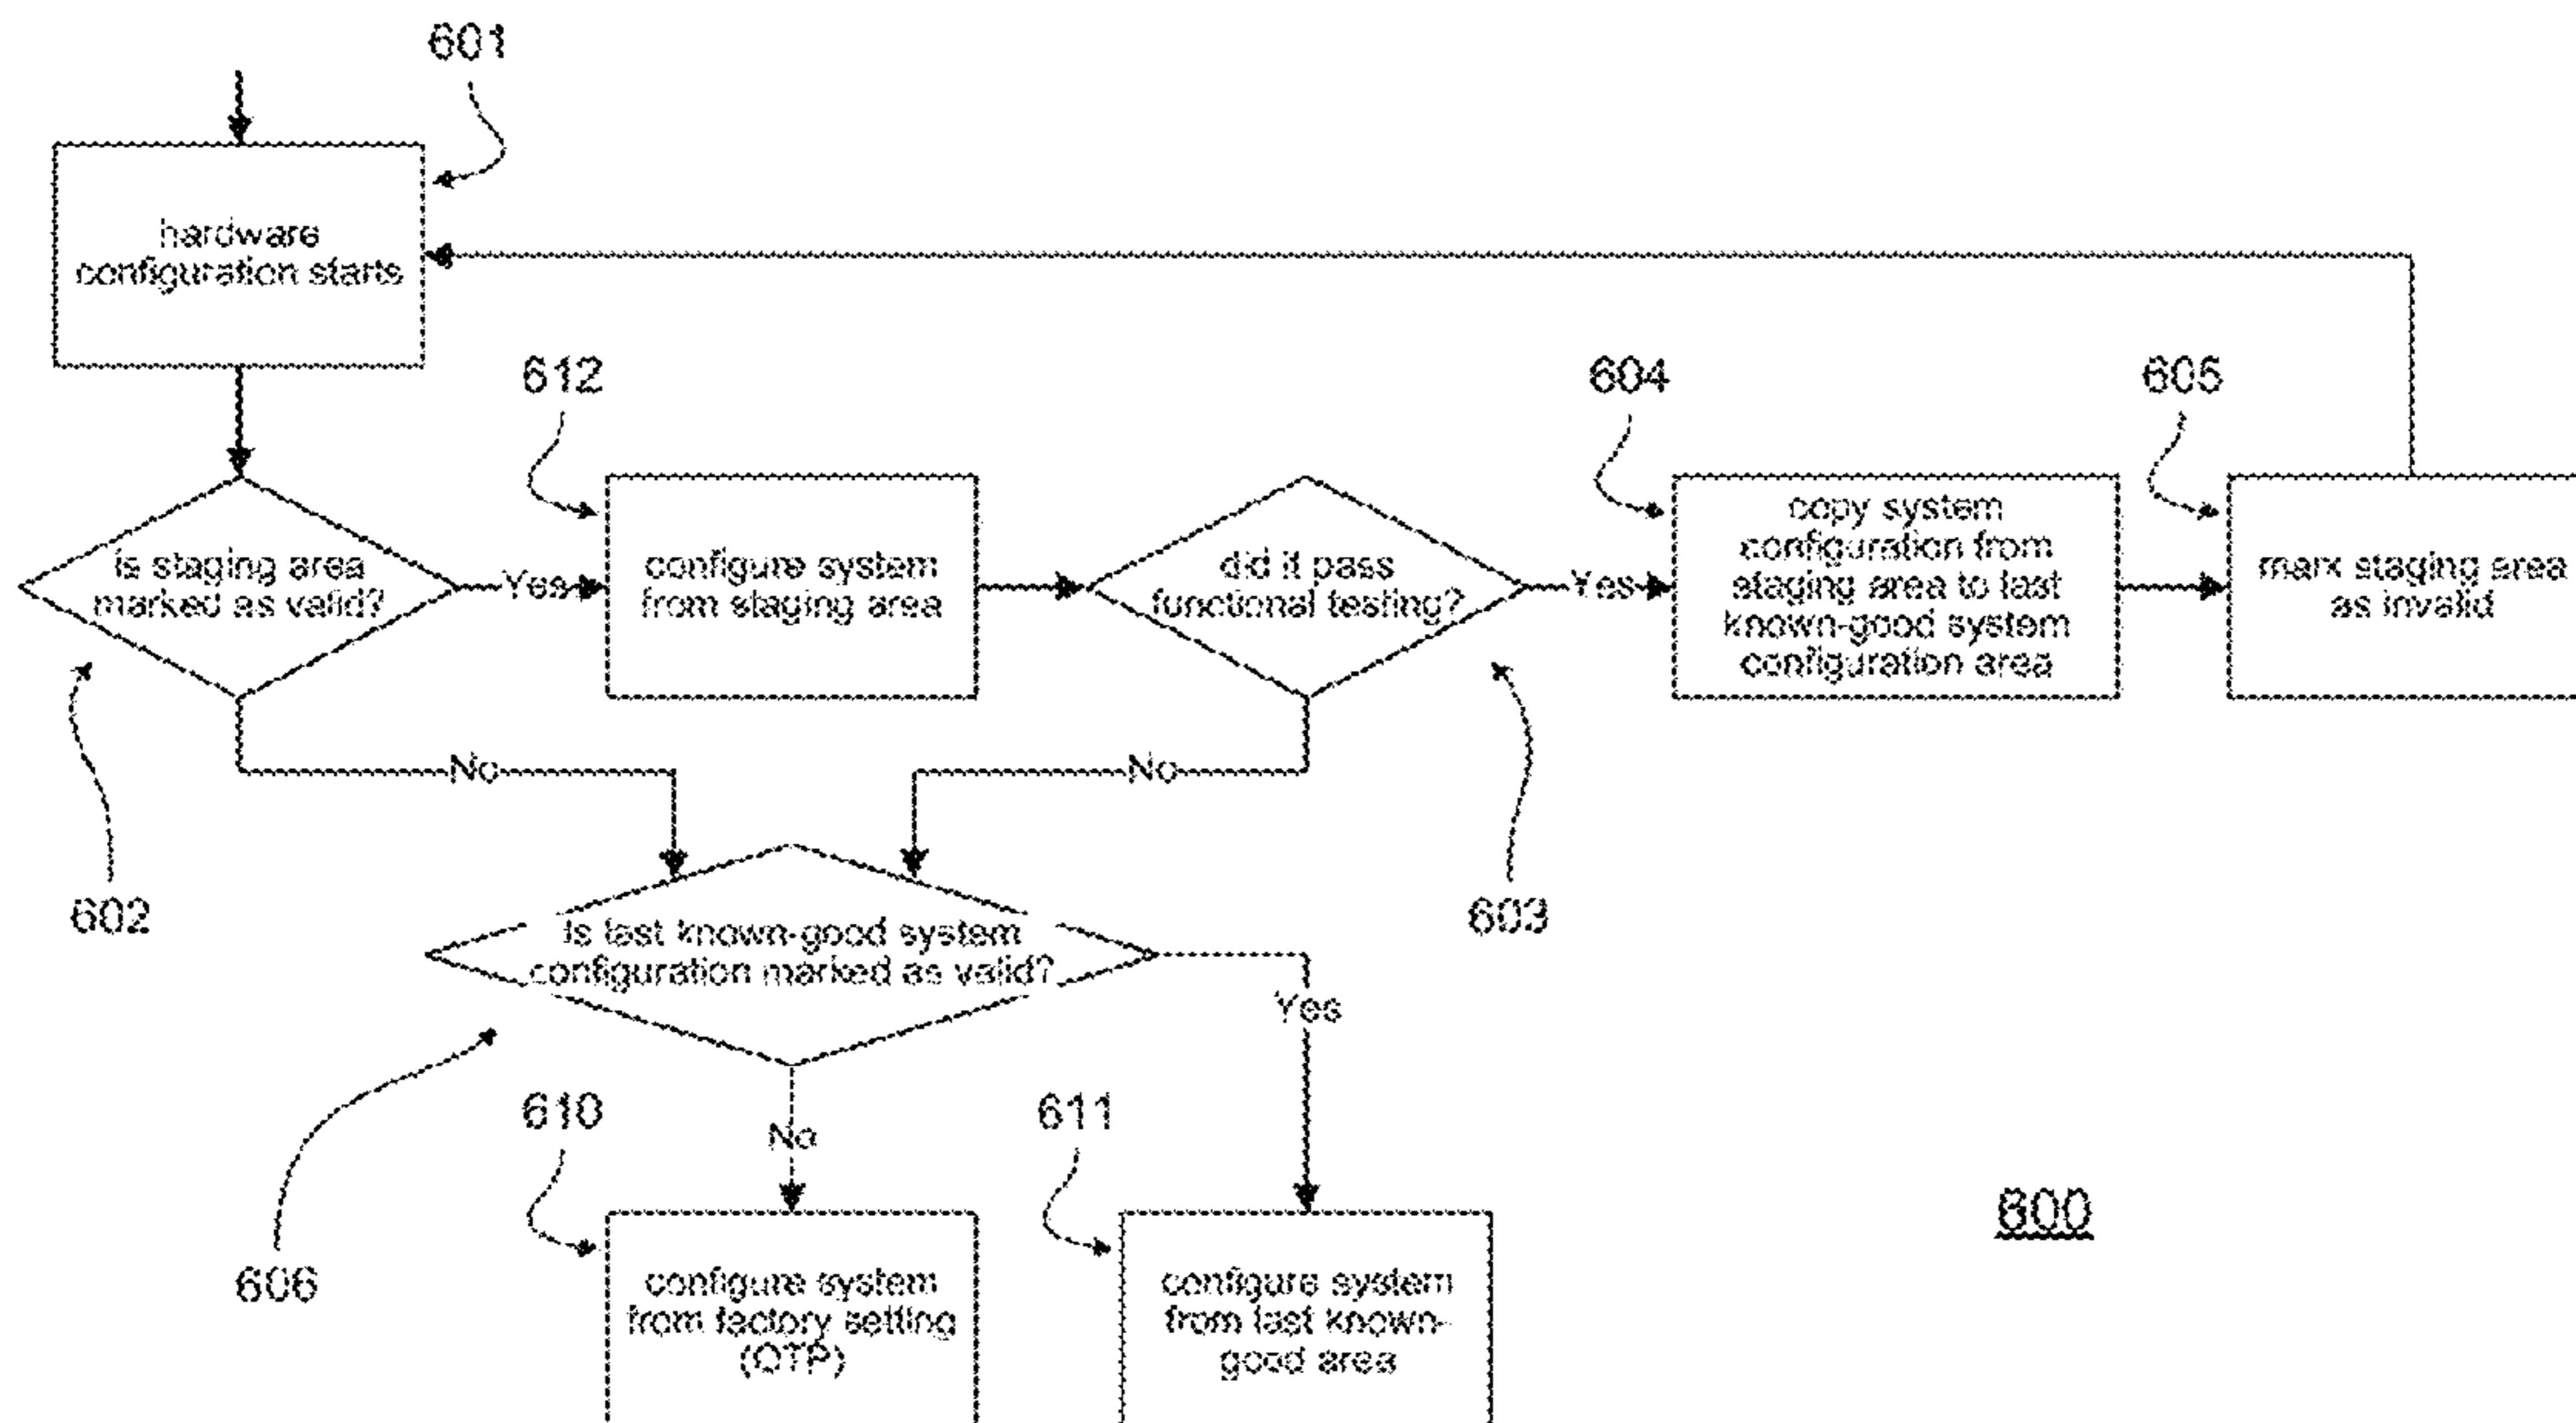 601
hardware
configuration starts
612
604
605
is staging area
marked as valid?
Yes
configure system
from staging area
did it pass
functional testing?
Yes
copy system
configuration from
staging area to last
known-good system
configuration area
mark staging area
as invalid
No
No
602
603
is last known-good system
configuration marked as valid?
Yes
606
610
No
611
configure system
from factory setting
(OTP)
configure system
from last known-
good area
600